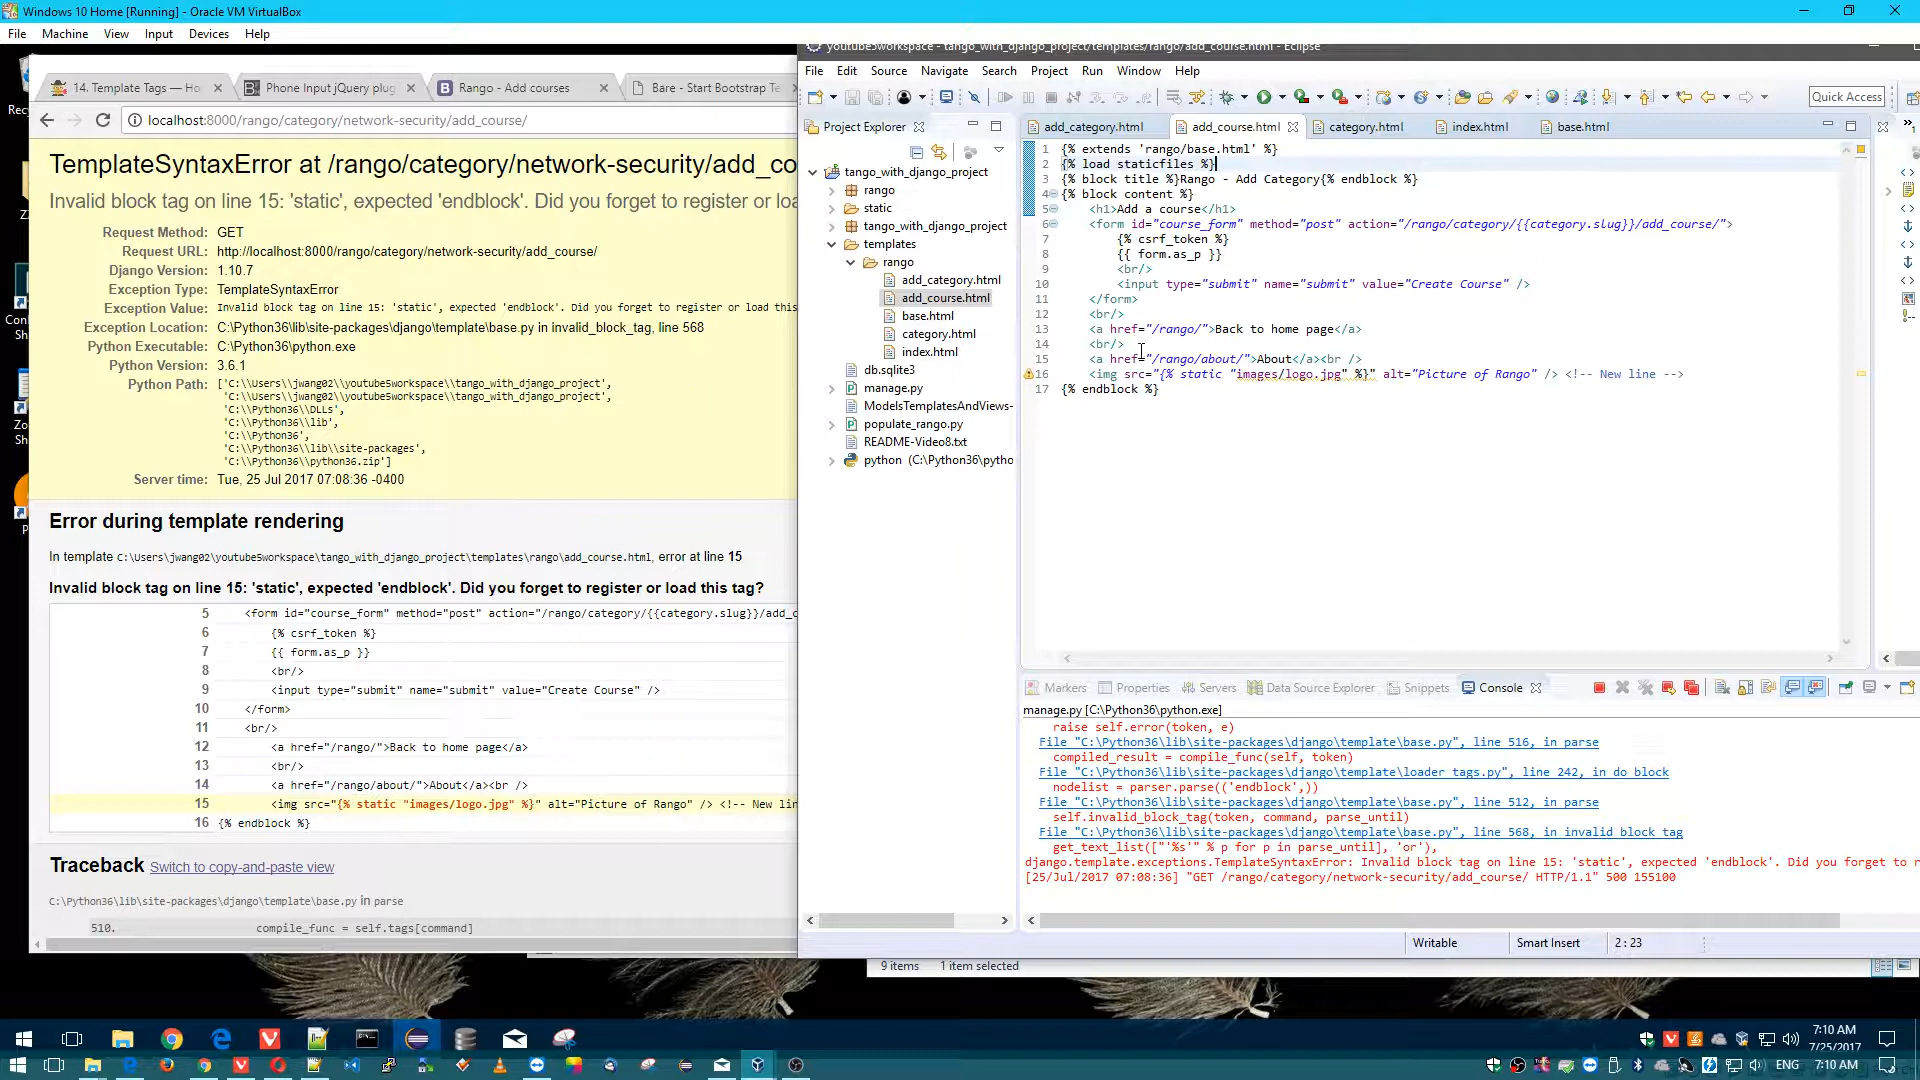 Windows 10 Home [Running] - Oracle VM VirtualBox
File Machine View Input Devices Help
14. Template Tags — Ho
Phone Input jQuery plug
Rango - Add courses
Bare - Start Bootstrap Te
localhost:8000/rango/category/network-security/add_course/
TemplateSyntaxError at /rango/category/network-security/add_co
Invalid block tag on line 15: 'static', expected 'endblock'. Did you forget to register or loa
Request Method: GET
Request URL: http://localhost:8000/rango/category/network-security/add_course/
Django Version: 1.10.7
Exception Type: TemplateSyntaxError
Exception Value: Invalid block tag on line 15: 'static', expected 'endblock'. Did you forget to register or load this
Exception Location: C:\Python36\lib\site-packages\django\template\base.py in invalid_block_tag, line 568
Python Executable: C:\Python36\python.exe
Python Version: 3.6.1
Python Path: ['C:\\Users\\jwang02\\youtube5workspace\\tango_with_django_project',
'C:\\Users\\jwang02\\youtube5workspace\\tango_with_django_project',
'C:\\Python36\\DLLs',
'C:\\Python36\\lib',
'C:\\Python36',
'C:\\Python36\\lib\\site-packages',
'C:\\Python36\\python36.zip']
Server time: Tue, 25 Jul 2017 07:08:36 -0400
Error during template rendering
In template C:\Users\jwang02\youtube5workspace\tango_with_django_project\templates\rango\add_course.html, error at line 15
Invalid block tag on line 15: 'static', expected 'endblock'. Did you forget to register or load this tag?
5 <form id="course_form" method="post" action="/rango/category/{{category.slug}}/add_c
6 {% csrf_token %}
7 {{ form.as_p }}
8 <br/>
9 <input type="submit" name="submit" value="Create Course" />
10 </form>
11 <br/>
12 <a href="/rango/">Back to home page</a>
13 <br/>
14 <a href="/rango/about/">About</a><br />
15 <img src="{% static "images/logo.jpg" %}" alt="Picture of Rango" /> <!-- New lin
16 {% endblock %}
Traceback Switch to copy-and-paste view
C:\Python36\lib\site-packages\django\template\base.py in parse
510. compile_func = self.tags[command]
youtube5workspace - tango_with_django_project/templates/rango/add_course.html - Eclipse
File Edit Source Navigate Search Project Run Window Help
Quick Access
Project Explorer
tango_with_django_project
rango
static
tango_with_django_project
templates
rango
add_category.html
add_course.html
base.html
category.html
index.html
db.sqlite3
manage.py
ModelsTemplatesAndViews-
populate_rango.py
README-Video8.txt
python (C:\Python36\pytho
add_category.html
add_course.html
category.html
index.html
base.html
1 {% extends 'rango/base.html' %}
2 {% load staticfiles %}
3 {% block title %}Rango - Add Category{% endblock %}
4 {% block content %}
5 <h1>Add a course</h1>
6 <form id="course_form" method="post" action="/rango/category/{{category.slug}}/add_course/">
7 {% csrf_token %}
8 {{ form.as_p }}
9 <br/>
10 <input type="submit" name="submit" value="Create Course" />
11 </form>
12 <br/>
13 <a href="/rango/">Back to home page</a>
14 <br/>
15 <a href="/rango/about/">About</a><br />
16 <img src="{% static "images/logo.jpg" %}" alt="Picture of Rango" /> <!-- New line -->
17 {% endblock %}
Markers Properties Servers Data Source Explorer Snippets Console
manage.py [C:\Python36\python.exe]
raise self.error(token, e)
File "C:\Python36\lib\site-packages\django\template\base.py", line 516, in parse
compiled_result = compile_func(self, token)
File "C:\Python36\lib\site-packages\django\template\loader_tags.py", line 242, in do_block
nodelist = parser.parse(('endblock',))
File "C:\Python36\lib\site-packages\django\template\base.py", line 512, in parse
self.invalid_block_tag(token, command, parse_until)
File "C:\Python36\lib\site-packages\django\template\base.py", line 568, in invalid_block_tag
get_text_list(["'%s'" % p for p in parse_until], 'or'),
django.template.exceptions.TemplateSyntaxError: Invalid block tag on line 15: 'static', expected 'endblock'. Did you forget to r
[25/Jul/2017 07:08:36] "GET /rango/category/network-security/add_course/ HTTP/1.1" 500 155100
Writable Smart Insert 2 : 23
9 items 1 item selected
7:10 AM
7/25/2017
ENG 7:10 AM